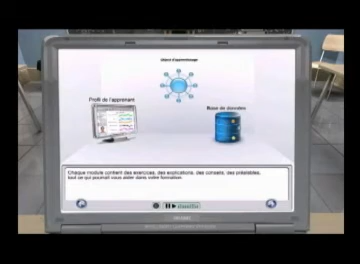 Objet d'apprentissage
Profil de l'apprenant
Base de données
Chaque module contient des exercices, des explications, des conseils, des préalables,
tout ce qui pourrait vous aider dans votre formation.